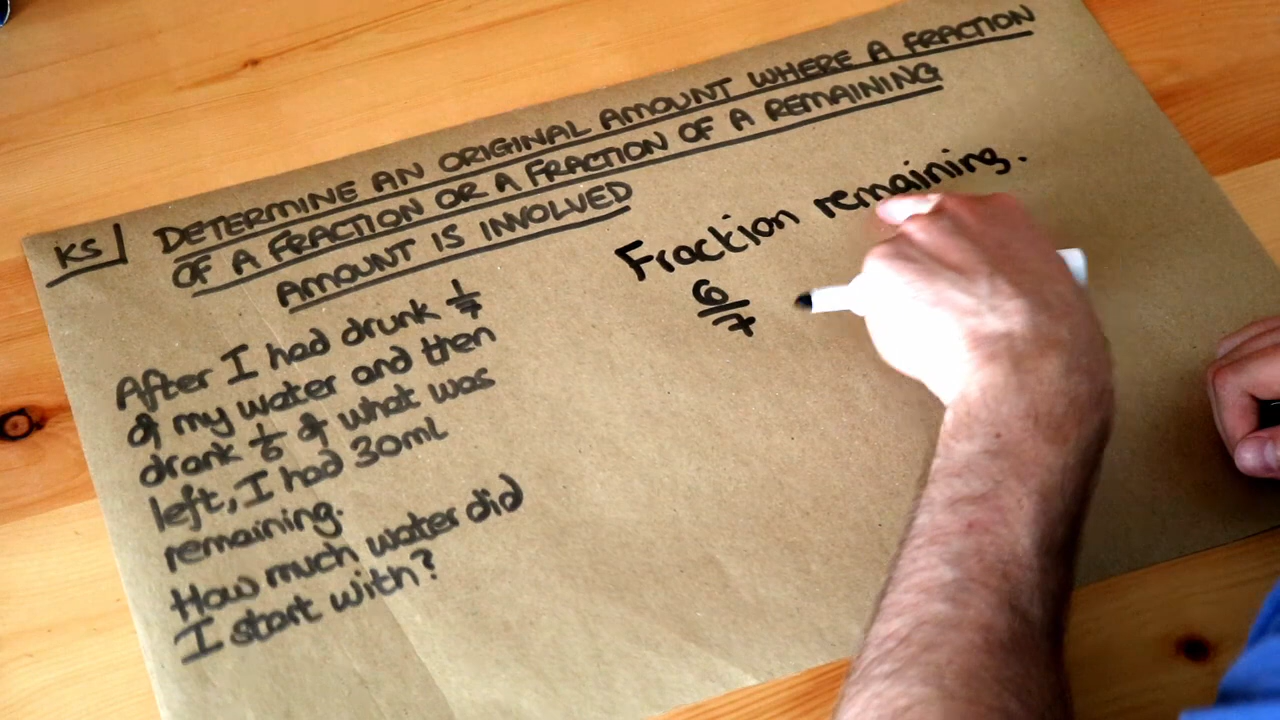 KS
DETERMINE AN ORIGINAL AMOUNT WHERE A FRACTION
OF A FRACTION OR A FRACTION OF A REMAINING
AMOUNT IS INVOLVED
After I had drunk 1/7
of my water and then
drank 1/6 of what was
left, I had 30ml
remaining.
How much water did
I start with?
Fraction remaining.
6/7